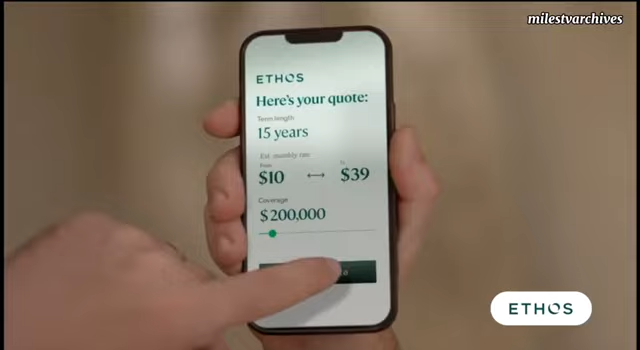 milestvarchives
ETHOS
Here's your quote:
Term length
15 years
Est. monthly rate
From
To
$10
$39
Coverage
$200,000
ETHOS